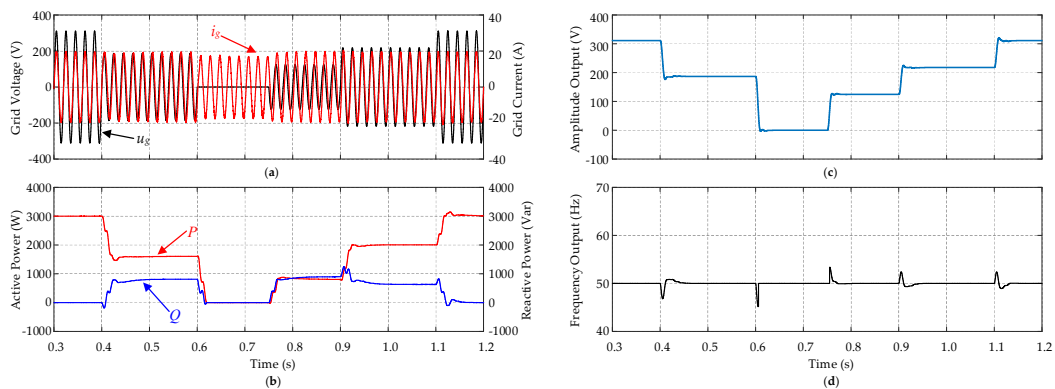 400
200
0
-200
-400
Grid Voltage (V)
40
20
0
-20
-40
Grid Current (A)
i_g
u_g
(a)
4000
3000
2000
1000
0
-1000
Active Power (W)
4000
3000
2000
1000
0
-1000
Reactive Power (Var)
P
Q
0.3 0.4 0.5 0.6 0.7 0.8 0.9 1.0 1.1 1.2
Time (s)
(b)
400
300
200
100
0
-100
Amplitude Output (V)
(c)
70
60
50
40
Frequency Output (Hz)
0.3 0.4 0.5 0.6 0.7 0.8 0.9 1.0 1.1 1.2
Time (s)
(d)